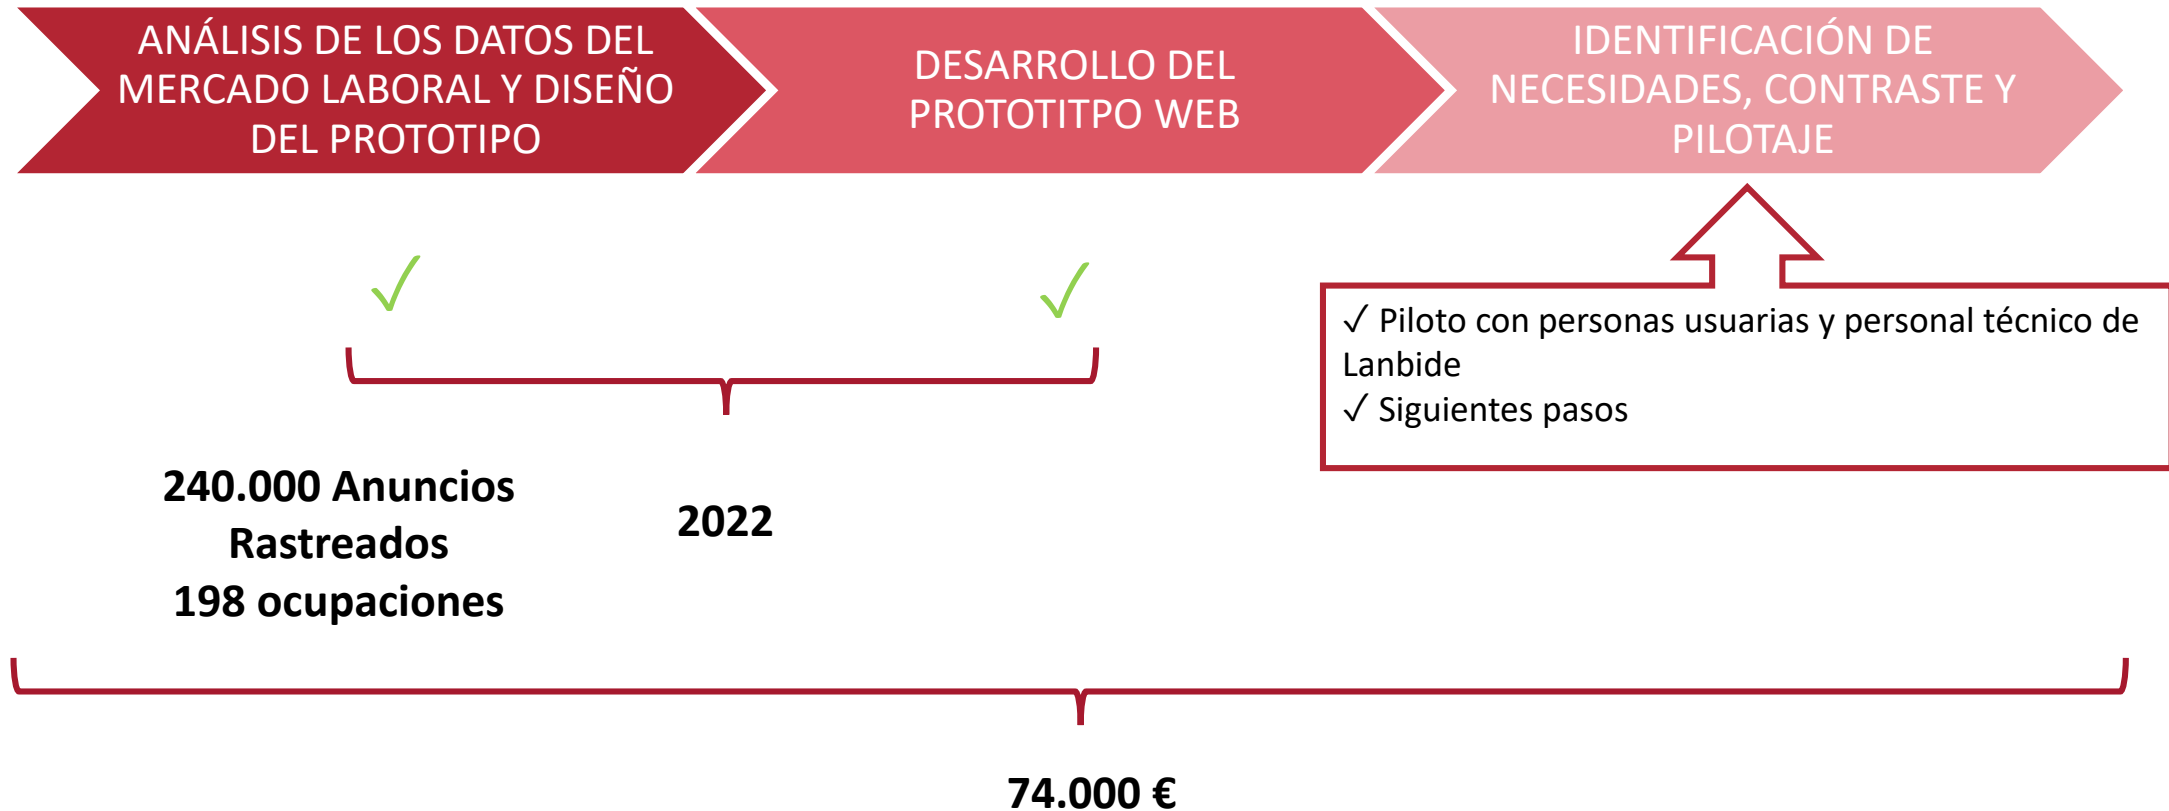 ANÁLISIS DE LOS DATOS DEL
MERCADO LABORAL Y DISEÑO
DEL PROTOTIPO
DESARROLLO DEL
PROTOTITPO WEB
IDENTIFICACIÓN DE
NECESIDADES, CONTRASTE Y
PILOTAJE
✓ Piloto con personas usuarias y personal técnico de
Lanbide
✓ Siguientes pasos
240.000 Anuncios
Rastreados
198 ocupaciones
2022
74.000 €